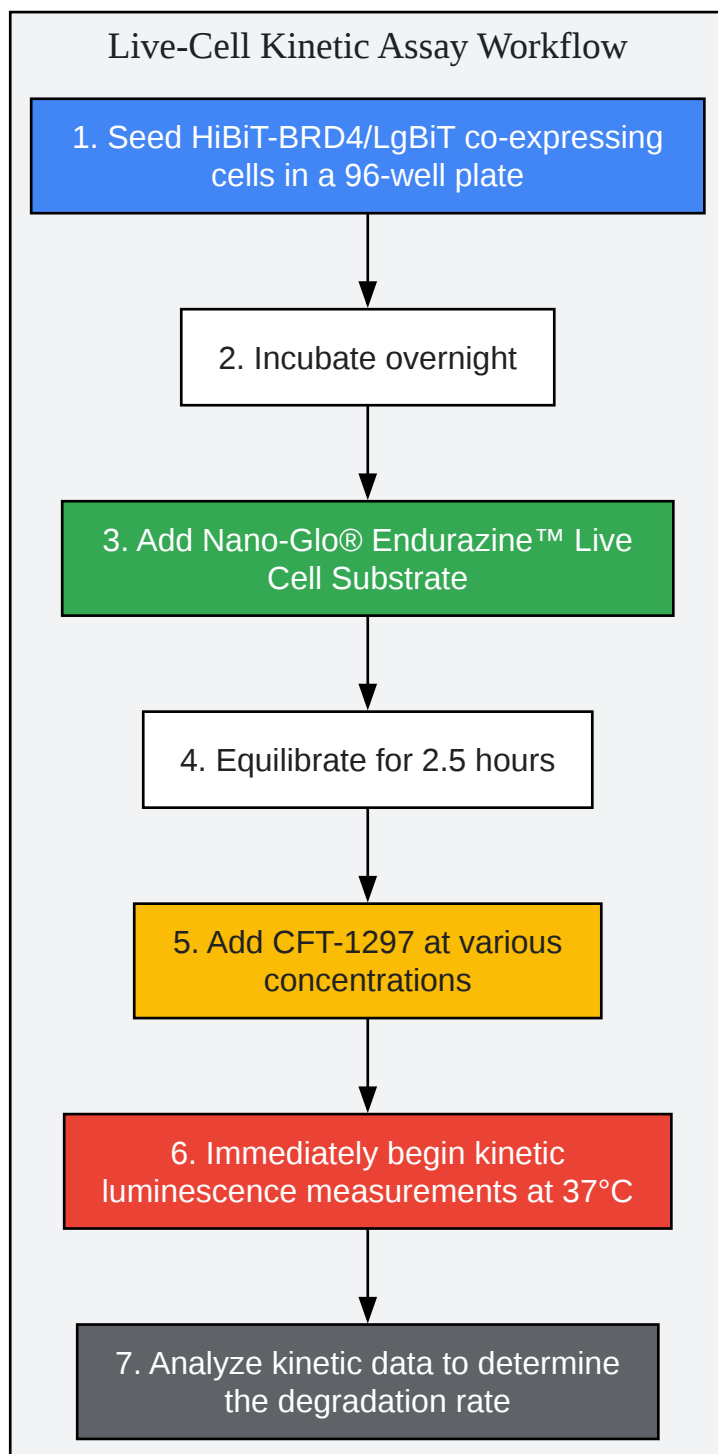 Live-Cell Kinetic Assay Workflow
1. Seed HiBiT-BRD4/LgBiT co-expressing
cells in a 96-well plate
2. Incubate overnight
3. Add Nano-Glo® Endurazine™ Live
Cell Substrate
4. Equilibrate for 2.5 hours
5. Add CFT-1297 at various
concentrations
6. Immediately begin kinetic
luminescence measurements at 37°C
7. Analyze kinetic data to determine
the degradation rate